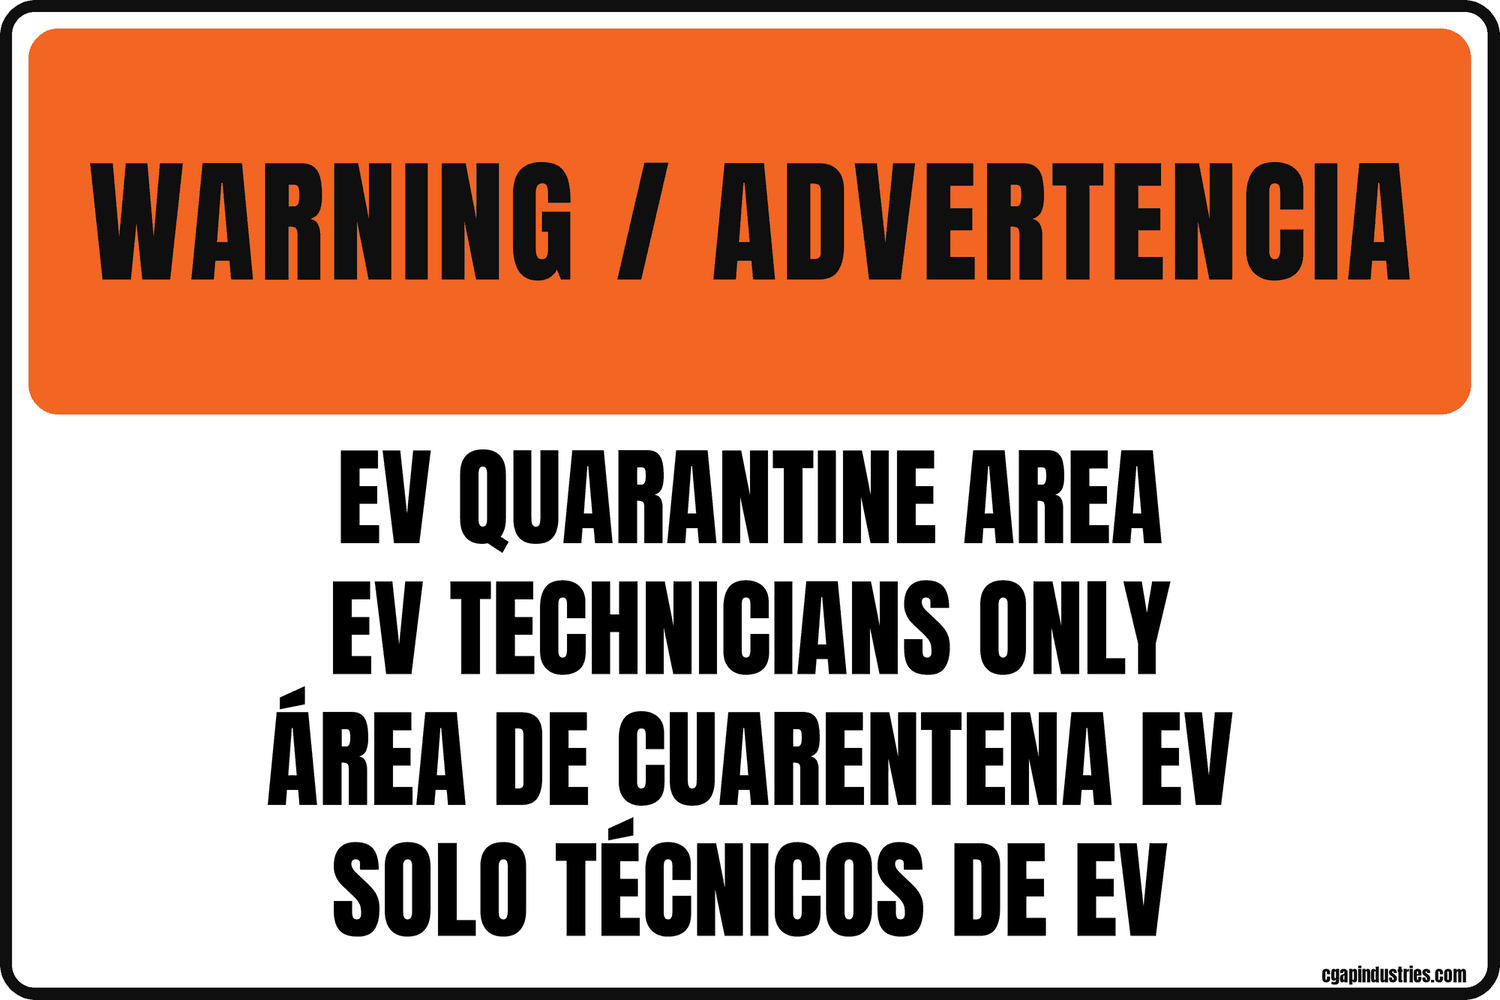 WARNING / ADVERTENCIA
EV QUARANTINE AREA
EV TECHNICIANS ONLY
ÁREA DE CUARENTENA EV
SOLO TÉCNICOS DE EV
cgapindustries.com